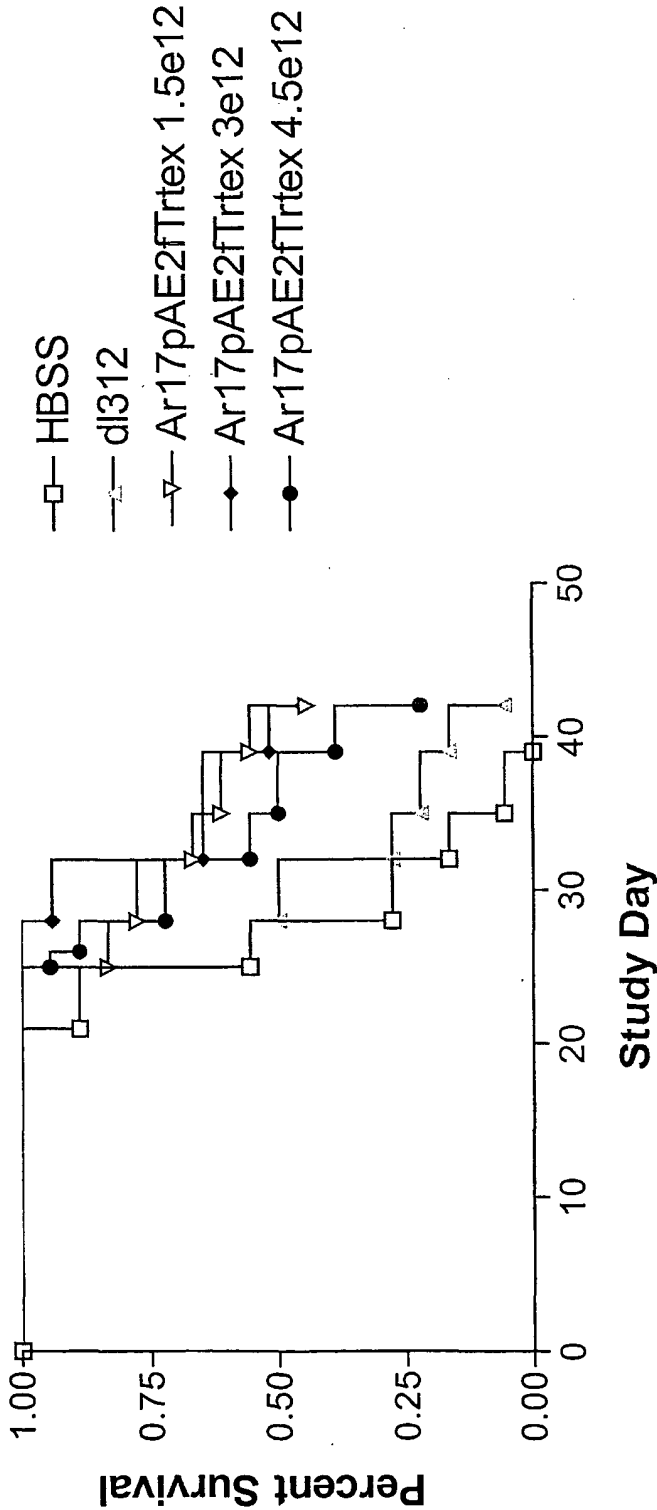 HBSS
dl312
Ar17pAE2fTrtex 1.5e12
Ar17pAE2fTrtex 3e12
Ar17pAE2fTrtex 4.5e12
Percent Survival
1.00
0.75
0.50
0.25
0.00
0
10
20
30
40
50
Study Day